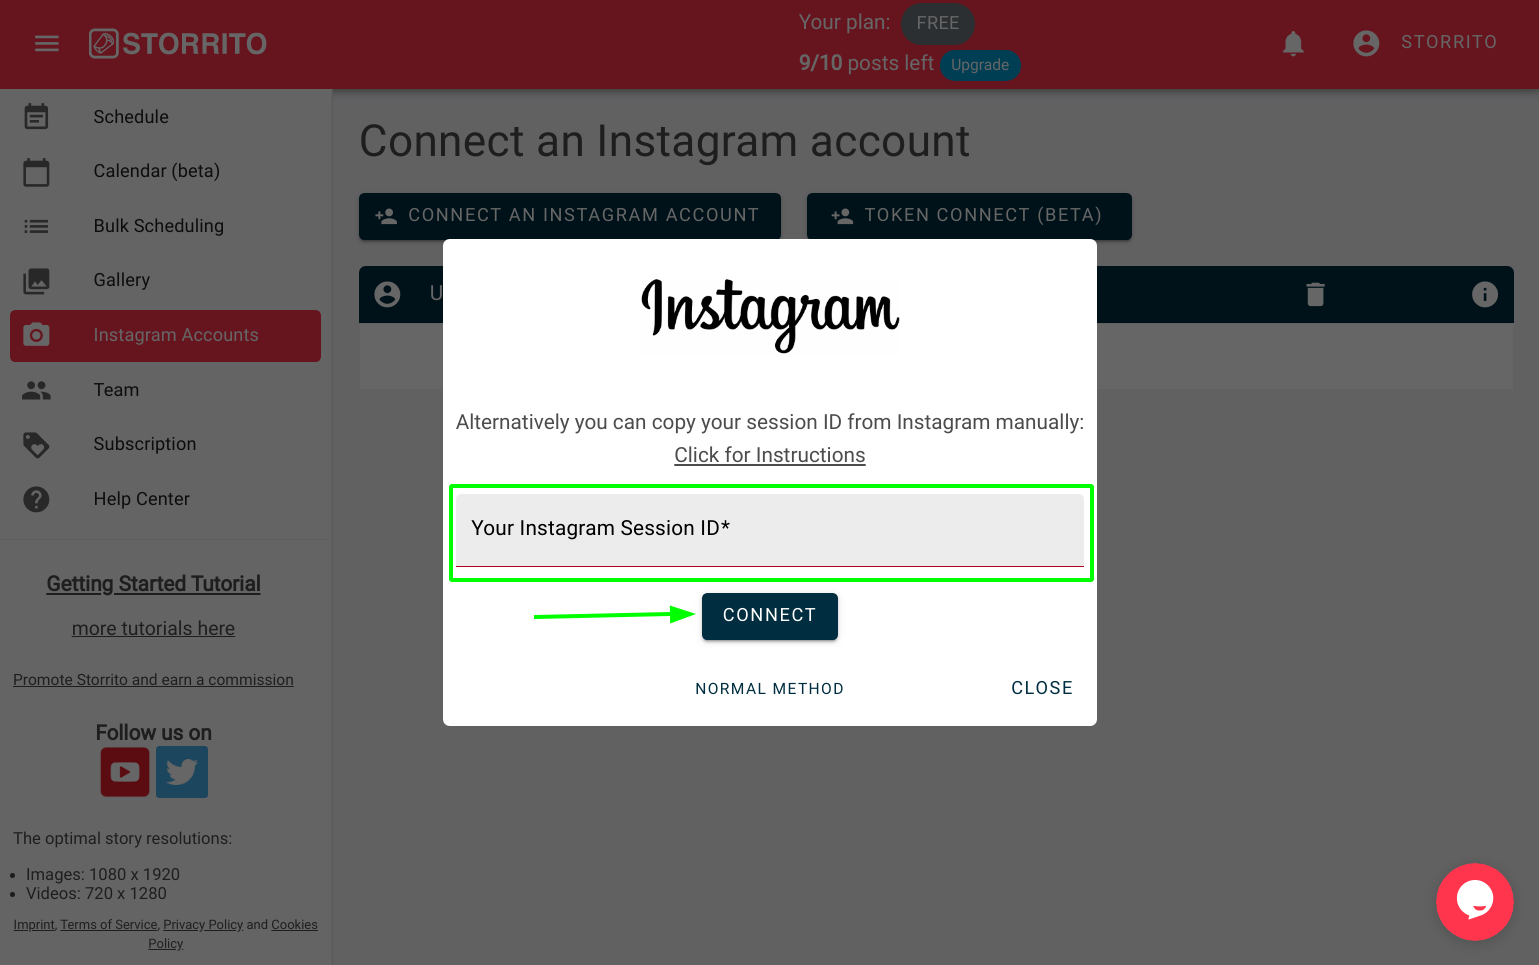 STORRITO
Your plan: FREE
9/10 posts left Upgrade
STORRITO
Schedule
Calendar (beta)
Bulk Scheduling
Gallery
Instagram Accounts
Team
Subscription
Help Center
Getting Started Tutorial
more tutorials here
Promote Storrito and earn a commission
Follow us on
The optimal story resolutions:
Images: 1080 x 1920
Videos: 720 x 1280
Imprint, Terms of Service, Privacy Policy and Cookies
Policy
Connect an Instagram account
CONNECT AN INSTAGRAM ACCOUNT
TOKEN CONNECT (BETA)
U
Instagram
Alternatively you can copy your session ID from Instagram manually:
Click for Instructions
Your Instagram Session ID*
CONNECT
NORMAL METHOD
CLOSE